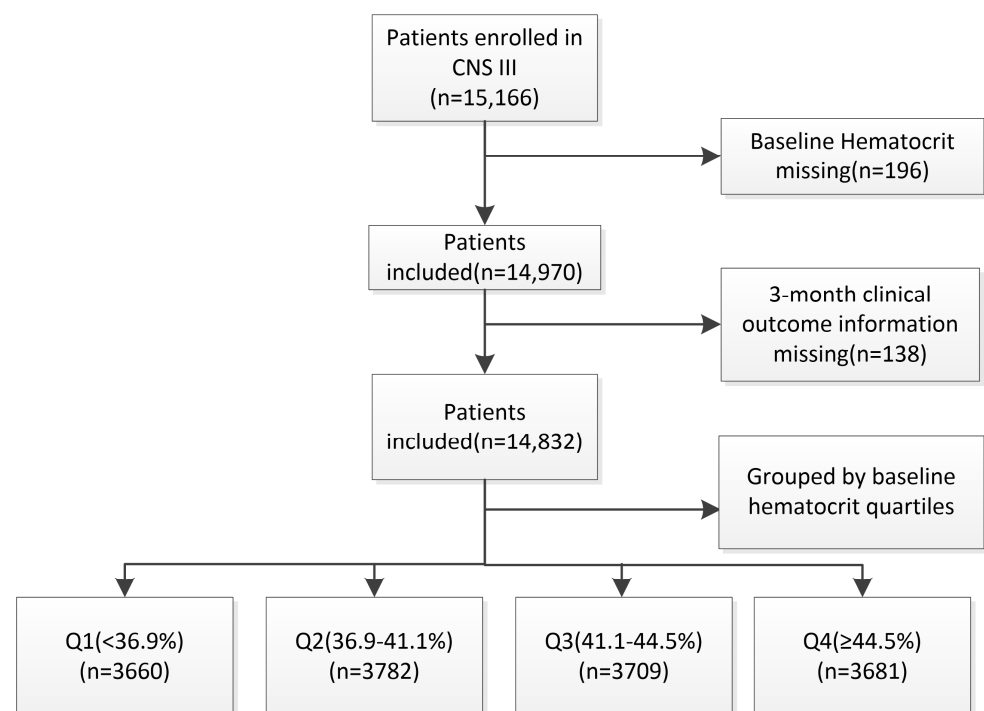 Patients enrolled in
CNS III
(n=15,166)
Baseline Hematocrit
missing(n=196)
Patients
included(n=14,970)
3-month clinical
outcome information
missing(n=138)
Patients
included(n=14,832)
Grouped by baseline
hematocrit quartiles
Q1(<36.9%)
(n=3660)
Q2(36.9-41.1%)
(n=3782)
Q3(41.1-44.5%)
(n=3709)
Q4(≥44.5%)
(n=3681)